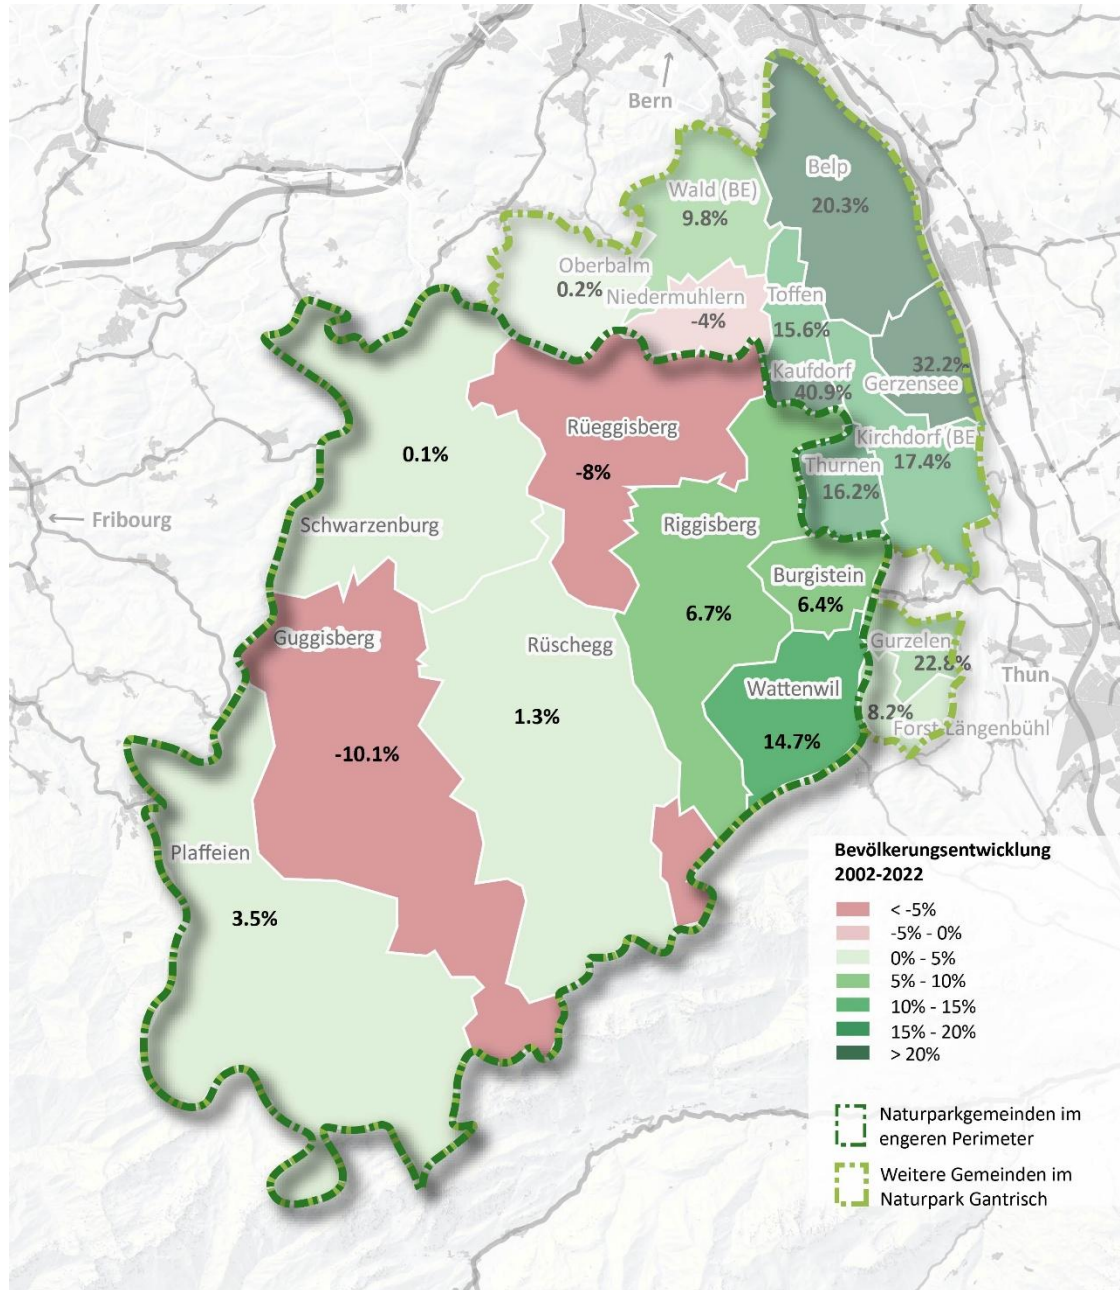 Bern
Belp
20.3%
Wald (BE)
9.8%
Oberbalm
0.2%
Niedermuhlern
-4%
Toffen
15.6%
Kaufdorf
40.9%
32.2%
Gerzensee
Kirchdorf (BE)
17.4%
Thurnen
16.2%
Rüeggisberg
-8%
0.1%
Schwarzenburg
Fribourg
Riggisberg
6.7%
Burgistein
6.4%
Gurzelen
22.8%
Thun
8.2%
Forst-Längenbühl
Wattenwil
14.7%
Guggisberg
-10.1%
Rüschegg
1.3%
Plaffeien
3.5%
Bevölkerungsentwicklung
2002-2022
< -5%
-5% - 0%
0% - 5%
5% - 10%
10% - 15%
15% - 20%
> 20%
Naturparkgemeinden im
engeren Perimeter
Weitere Gemeinden im
Naturpark Gantrisch